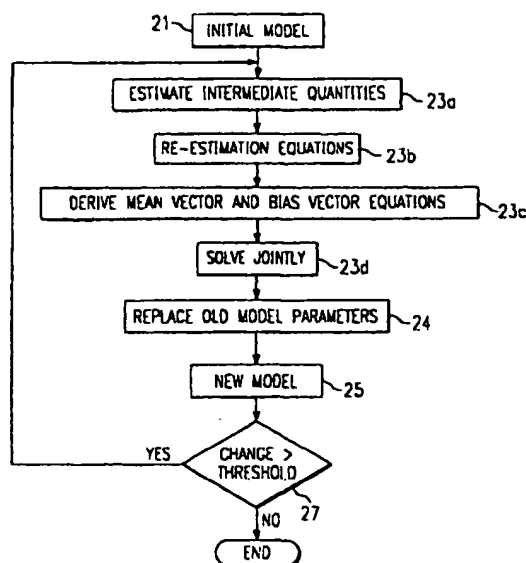 21
INITIAL MODEL
ESTIMATE INTERMEDIATE QUANTITIES
23a
RE-ESTIMATION EQUATIONS
23b
DERIVE MEAN VECTOR AND BIAS VECTOR EQUATIONS
23c
SOLVE JOINTLY
23d
REPLACE OLD MODEL PARAMETERS
24
NEW MODEL
25
YES
CHANGE >
THRESHOLD
27
NO
END